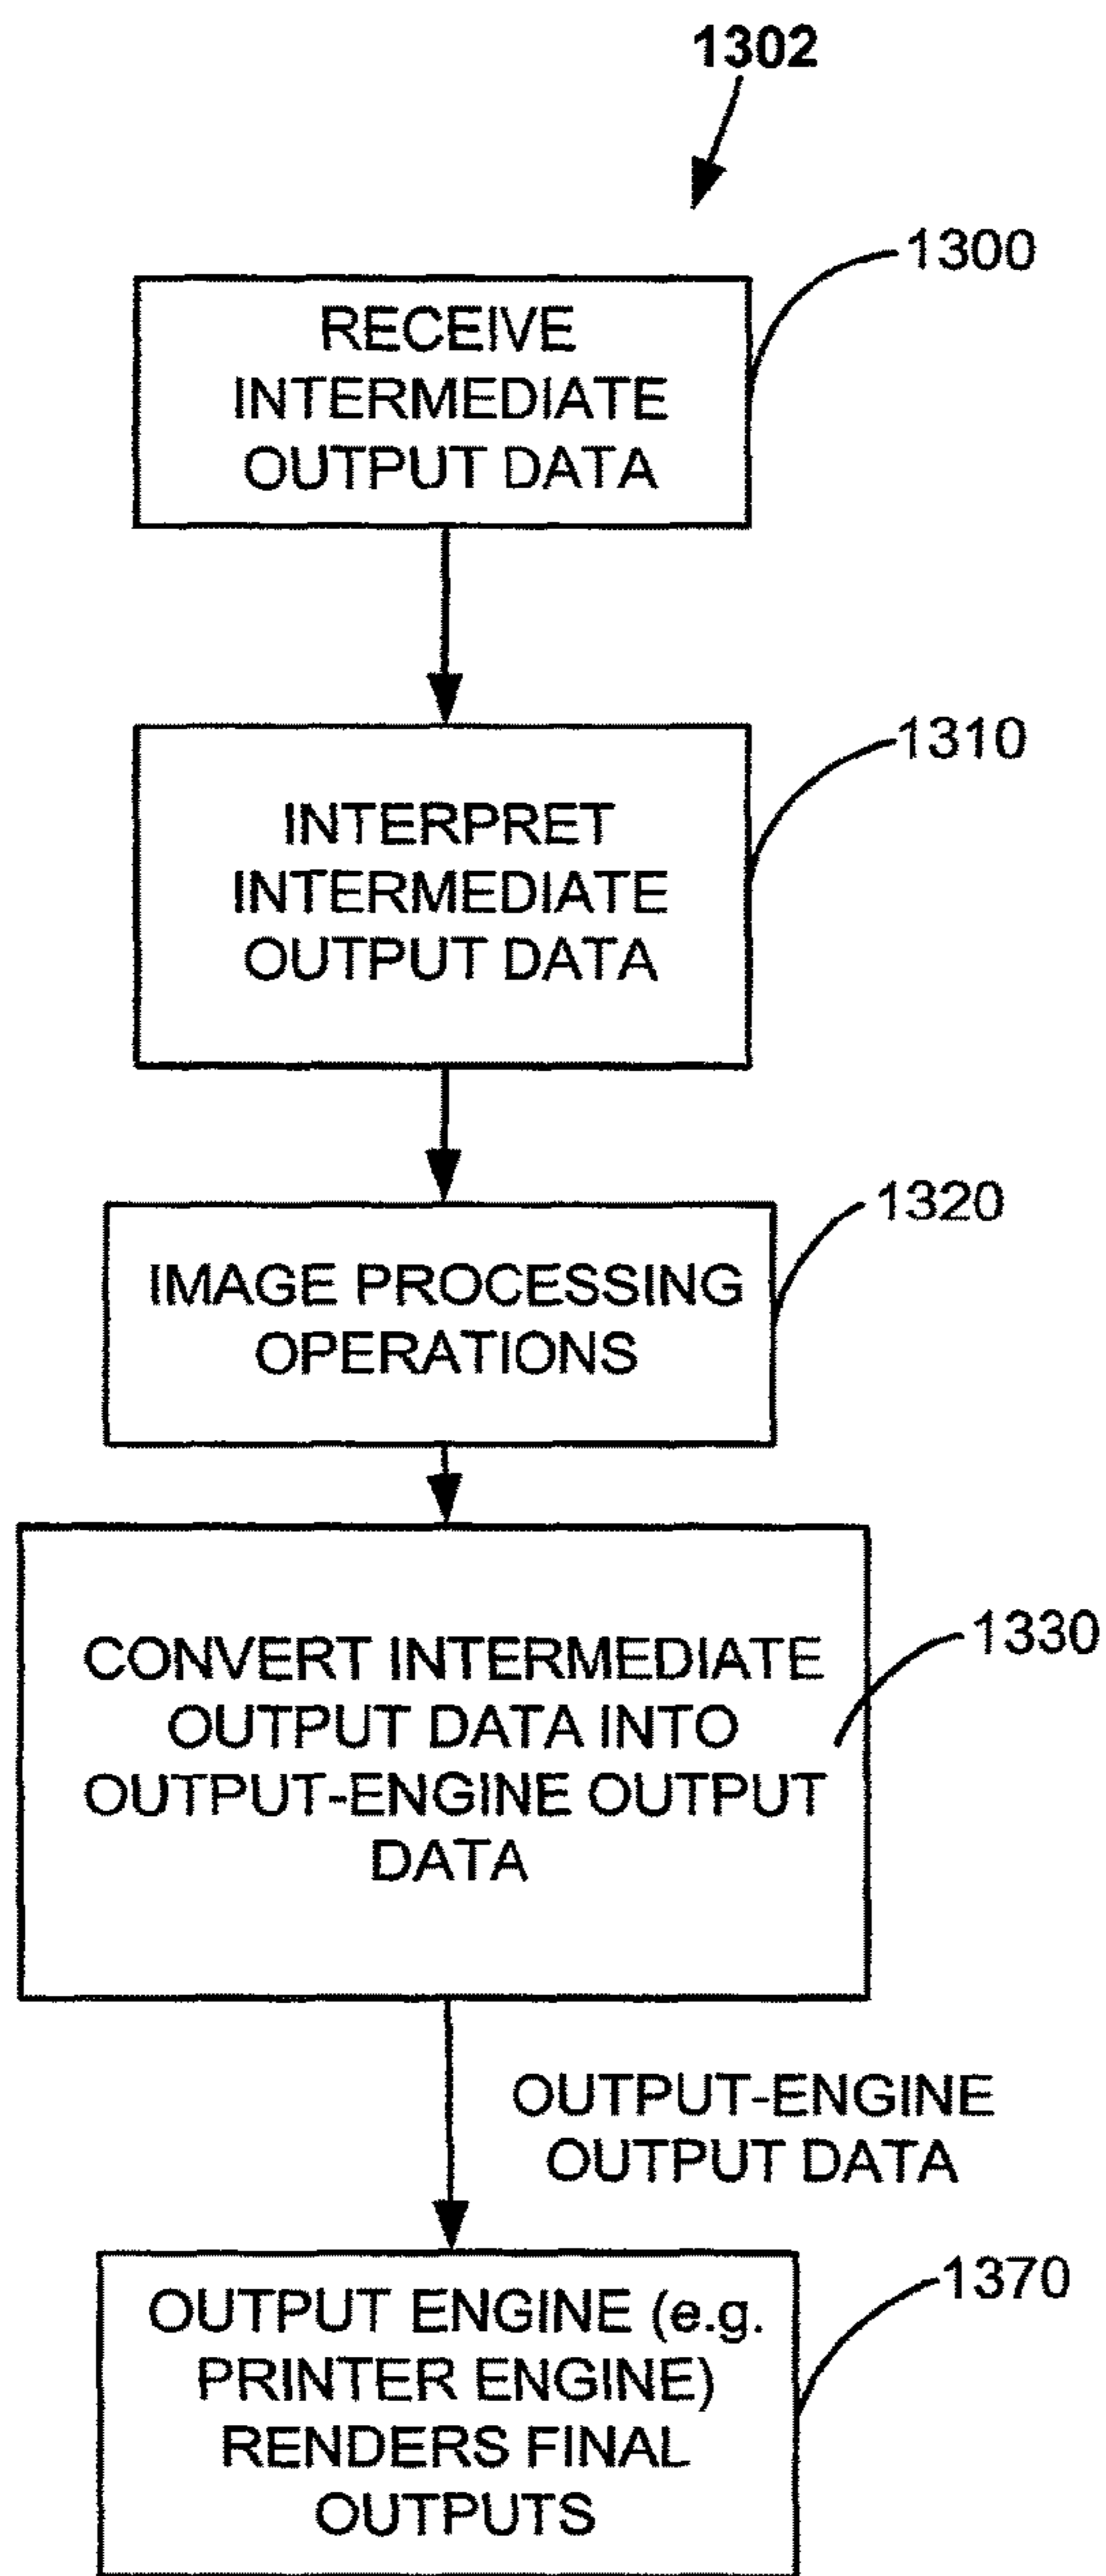 1302
1300
RECEIVE
INTERMEDIATE
OUTPUT DATA
1310
INTERPRET
INTERMEDIATE
OUTPUT DATA
1320
IMAGE PROCESSING
OPERATIONS
1330
CONVERT INTERMEDIATE
OUTPUT DATA INTO
OUTPUT-ENGINE OUTPUT
DATA
OUTPUT-ENGINE
OUTPUT DATA
1370
OUTPUT ENGINE (e.g.
PRINTER ENGINE)
RENDERS FINAL
OUTPUTS